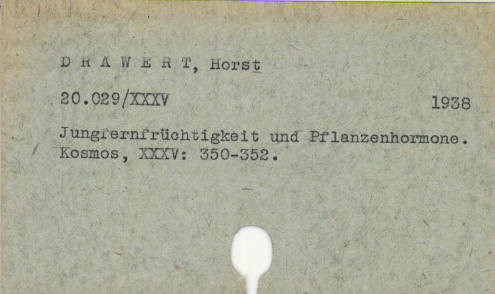 D R A W E R T, Horst
20.029/XXXV 1938
Jungfernfrüchtigkeit und Pflanzenhormone.
Kosmos, XXXV: 350-352.